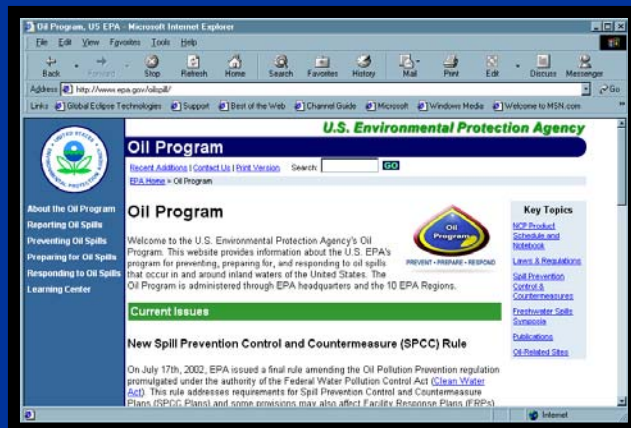 Oil Program, US EPA - Microsoft Internet Explorer
File Edit View Favorites Tools Help
Back Forward Stop Refresh Home Search Favorites History Mail Print Edit Discuss Messenger
Address http://www.epa.gov/oilspill/ Go
Links Global Eclipse Technologies Support Best of the Web Channel Guide Microsoft Windows Media Welcome to MSN.com
U.S. Environmental Protection Agency
Oil Program
Recent Additions | Contact Us | Print Version Search: GO
EPA Home > Oil Program
About the Oil Program
Reporting Oil Spills
Preventing Oil Spills
Preparing for Oil Spills
Responding to Oil Spills
Learning Center
Oil Program
Welcome to the U.S. Environmental Protection Agency's Oil
Program. This website provides information about the U.S. EPA's
program for preventing, preparing for, and responding to oil spills
that occur in and around inland waters of the United States. The
Oil Program is administered through EPA headquarters and the 10 EPA Regions.
Oil
Program
PREVENT • PREPARE • RESPOND
Key Topics
NCP Product
Schedule and
Notebook
Laws & Regulations
Spill Prevention
Control &
Countermeasures
Freshwater Spills
Symposia
Publications
Oil-Related Sites
Current Issues
New Spill Prevention Control and Countermeasure (SPCC) Rule
On July 17th, 2002, EPA issued a final rule amending the Oil Pollution Prevention regulation
promulgated under the authority of the Federal Water Pollution Control Act (Clean Water
Act). This rule addresses requirements for Spill Prevention Control and Countermeasure
Plans (SPCC Plans) and some provisions may also affect Facility Response Plans (FRPs)
Internet